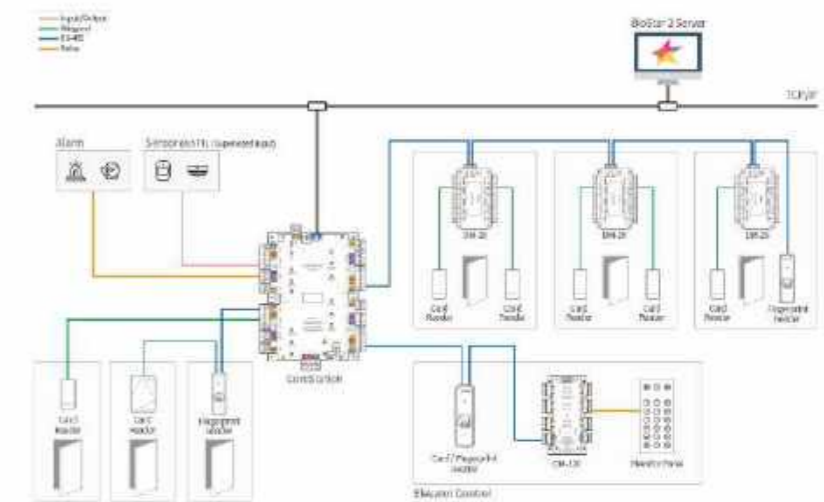 Input/Output
Wiegand
RS-485
Relay
BioStar 2 Server
TCP/IP
Alarm
DM-20
DM-20
DM-20
Card
Reader
Card
Reader
Card
Reader
Card
Reader
Card
Reader
Fingerprint
Reader
CoreStation
Card
Reader
Card
Reader
Fingerprint
Reader
Card / Fingerprint
Reader
Elevator Panel
Elevator Control